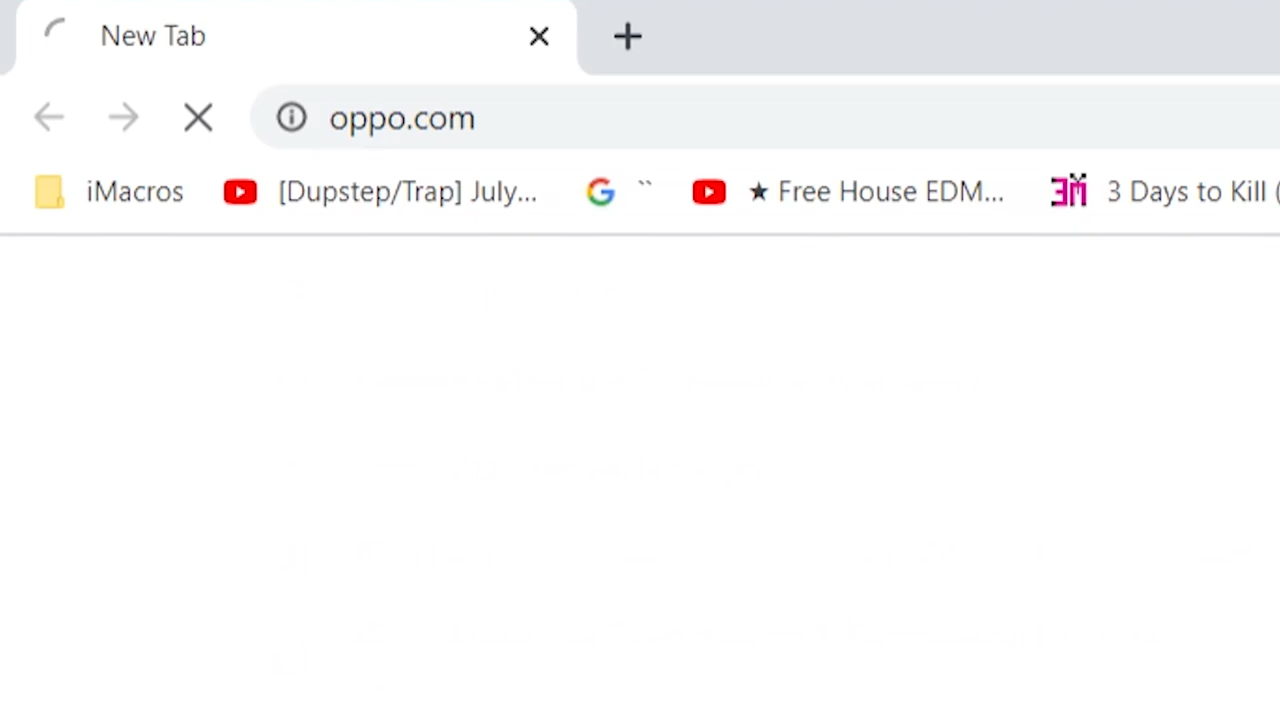 New Tab
oppo.com
iMacros [Dupstep/Trap] July... `` ★ Free House EDM... 3 Days to Kill (